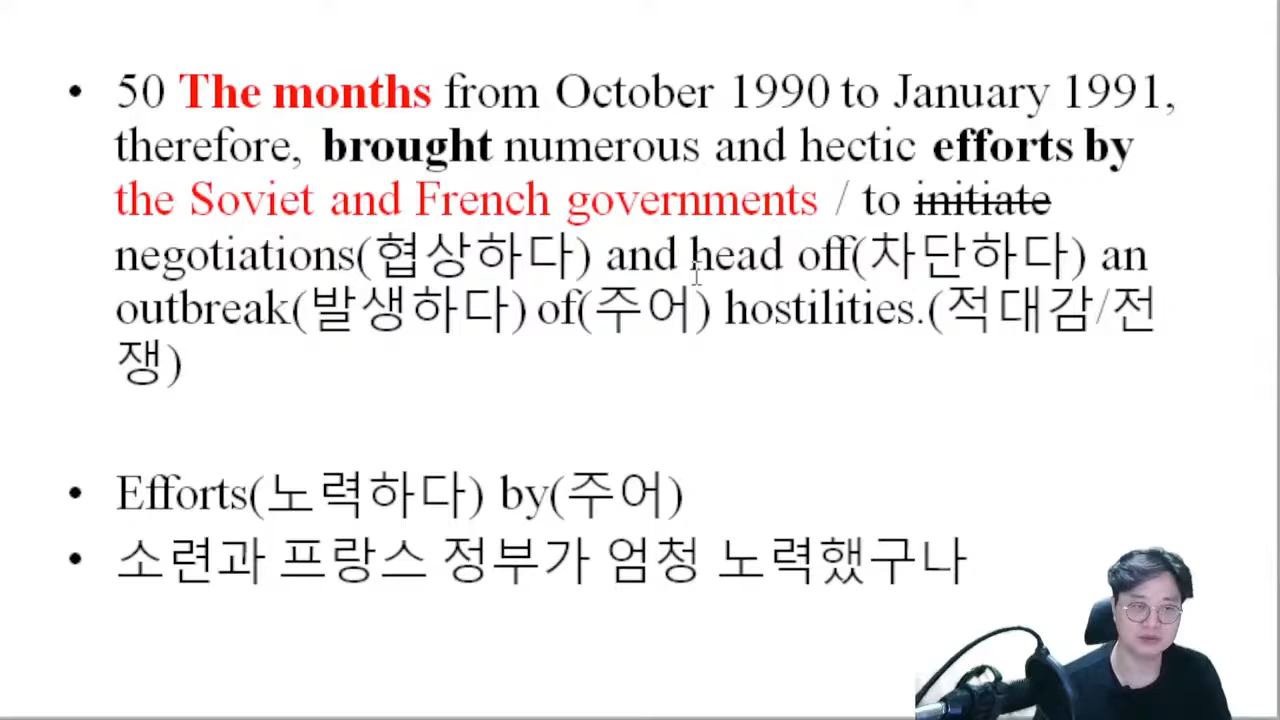 • 50 The months from October 1990 to January 1991,
therefore, brought numerous and hectic efforts by
the Soviet and French governments / to initiate
negotiations(협상하다) and head off(차단하다) an
outbreak(발생하다) of(주어) hostilities.(적대감/전
쟁)
• Efforts(노력하다) by(주어)
• 소련과 프랑스 정부가 엄청 노력했구나